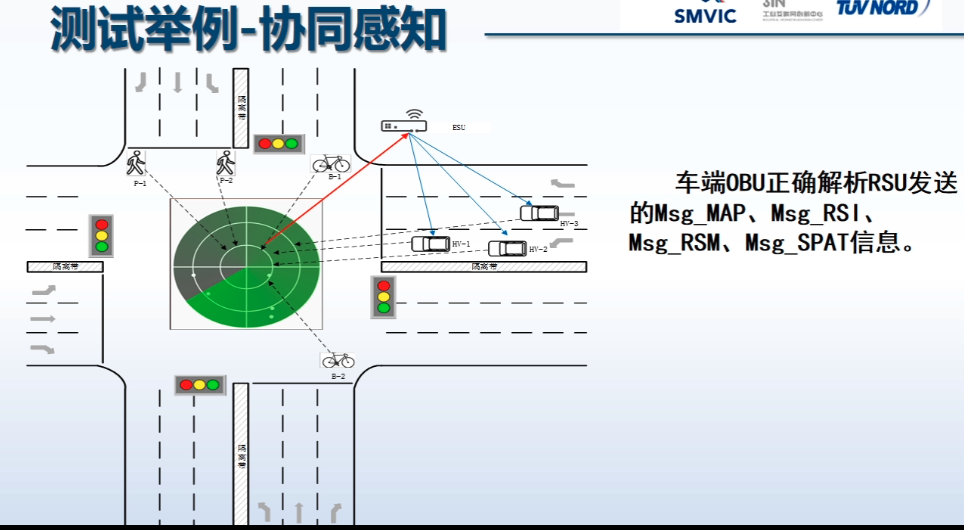 测试举例-协同感知
SMVIC
工业互联网创新中心
TÜV NORD
隔离带
ESU
P-1
P-2
B-1
车端OBU正确解析RSU发送
的Msg_MAP、Msg_RSI、
Msg_RSM、Msg_SPAT信息。
HV-3
HV-1
HV-2
隔离带
隔离带
B-2
隔离带